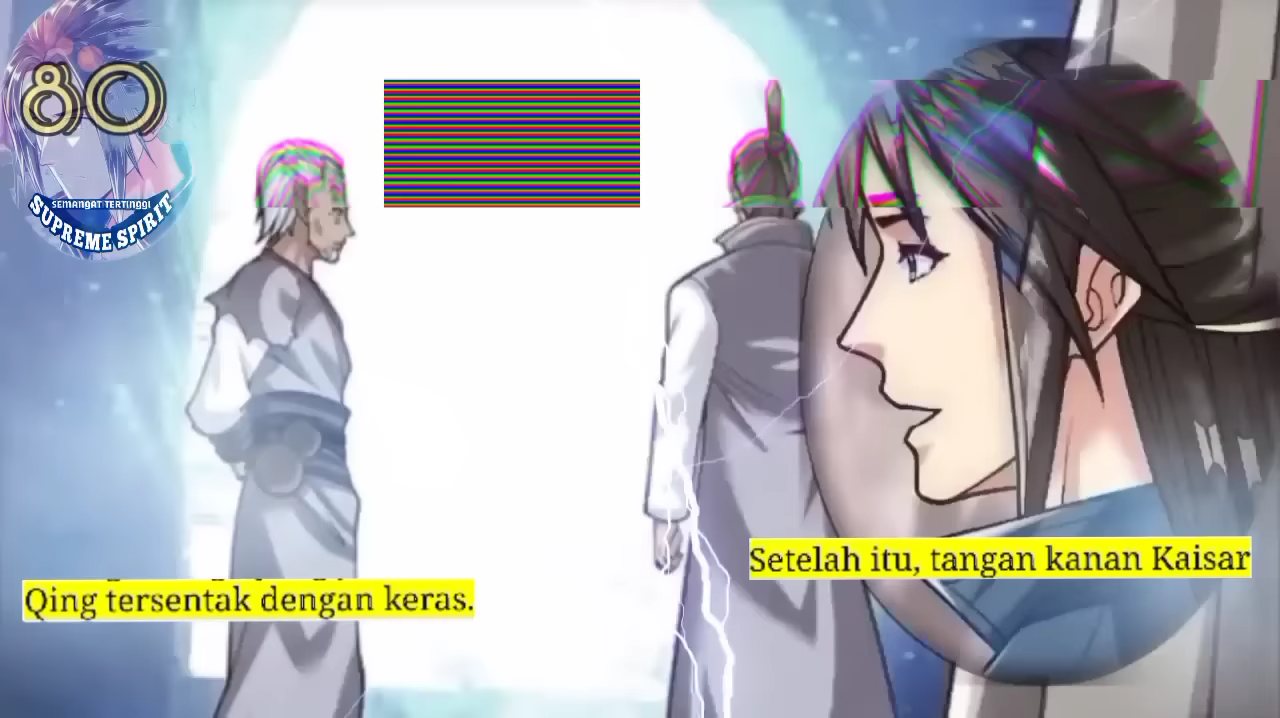 80
SEMANGAT TERTINGGI
SUPREME SPIRIT
Setelah itu, tangan kanan Kaisar
Qing tersentak dengan keras.